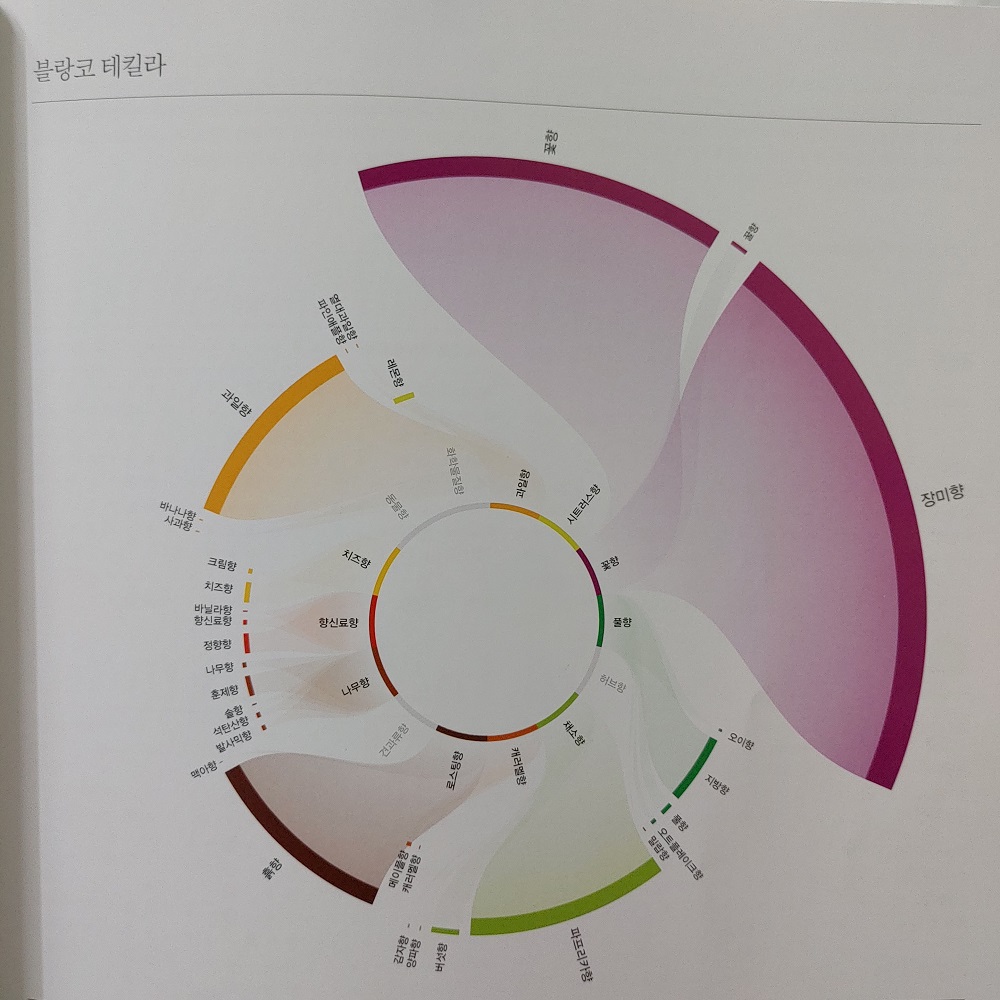 블랑코 테킬라
꽃향
꿀향
장미향
열대과일향
파인애플향
레몬향
과일향
바나나향
사과향
크림향
치즈향
바닐라향
향신료향
정향향
나무향
훈제향
솔향
석탄산향
발사믹향
맥아향
흙향
메이플향
캐러멜향
감자향
양파향
버섯향
파프리카향
오이향
지방향
풀향
오트플레이크향
밀랍향
화학물질향
동물향
과일향
시트러스향
꽃향
풀향
허브향
채소향
캐러멜향
로스팅향
견과류향
나무향
향신료향
치즈향